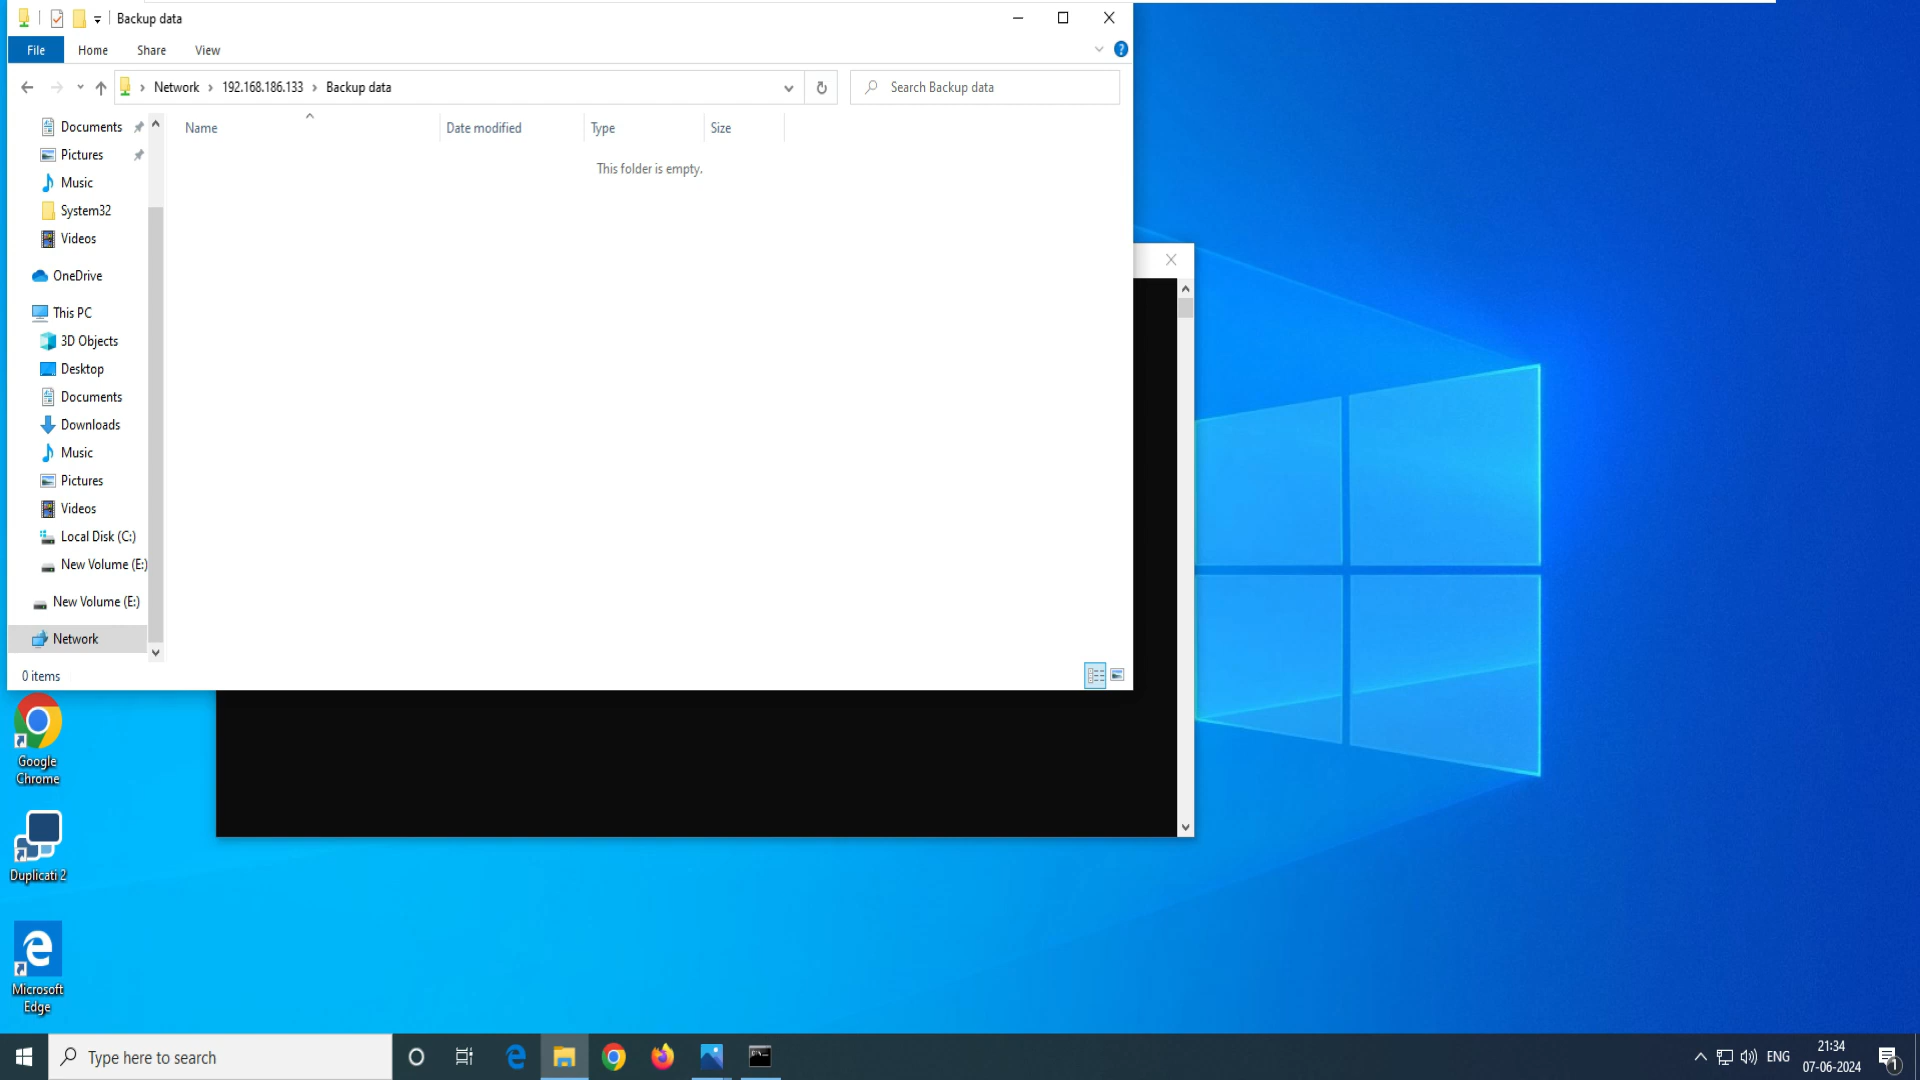 Backup data
File Home Share View
Network 192.168.186.133 Backup data
Search Backup data
Name Date modified Type Size
This folder is empty.
Documents
Pictures
Music
System32
Videos
OneDrive
This PC
3D Objects
Desktop
Documents
Downloads
Music
Pictures
Videos
Local Disk (C:)
New Volume (E:)
New Volume (E:)
Network
0 items
Google
Chrome
Duplicati 2
Microsoft
Edge
Type here to search
ENG
21:34
07-06-2024
1